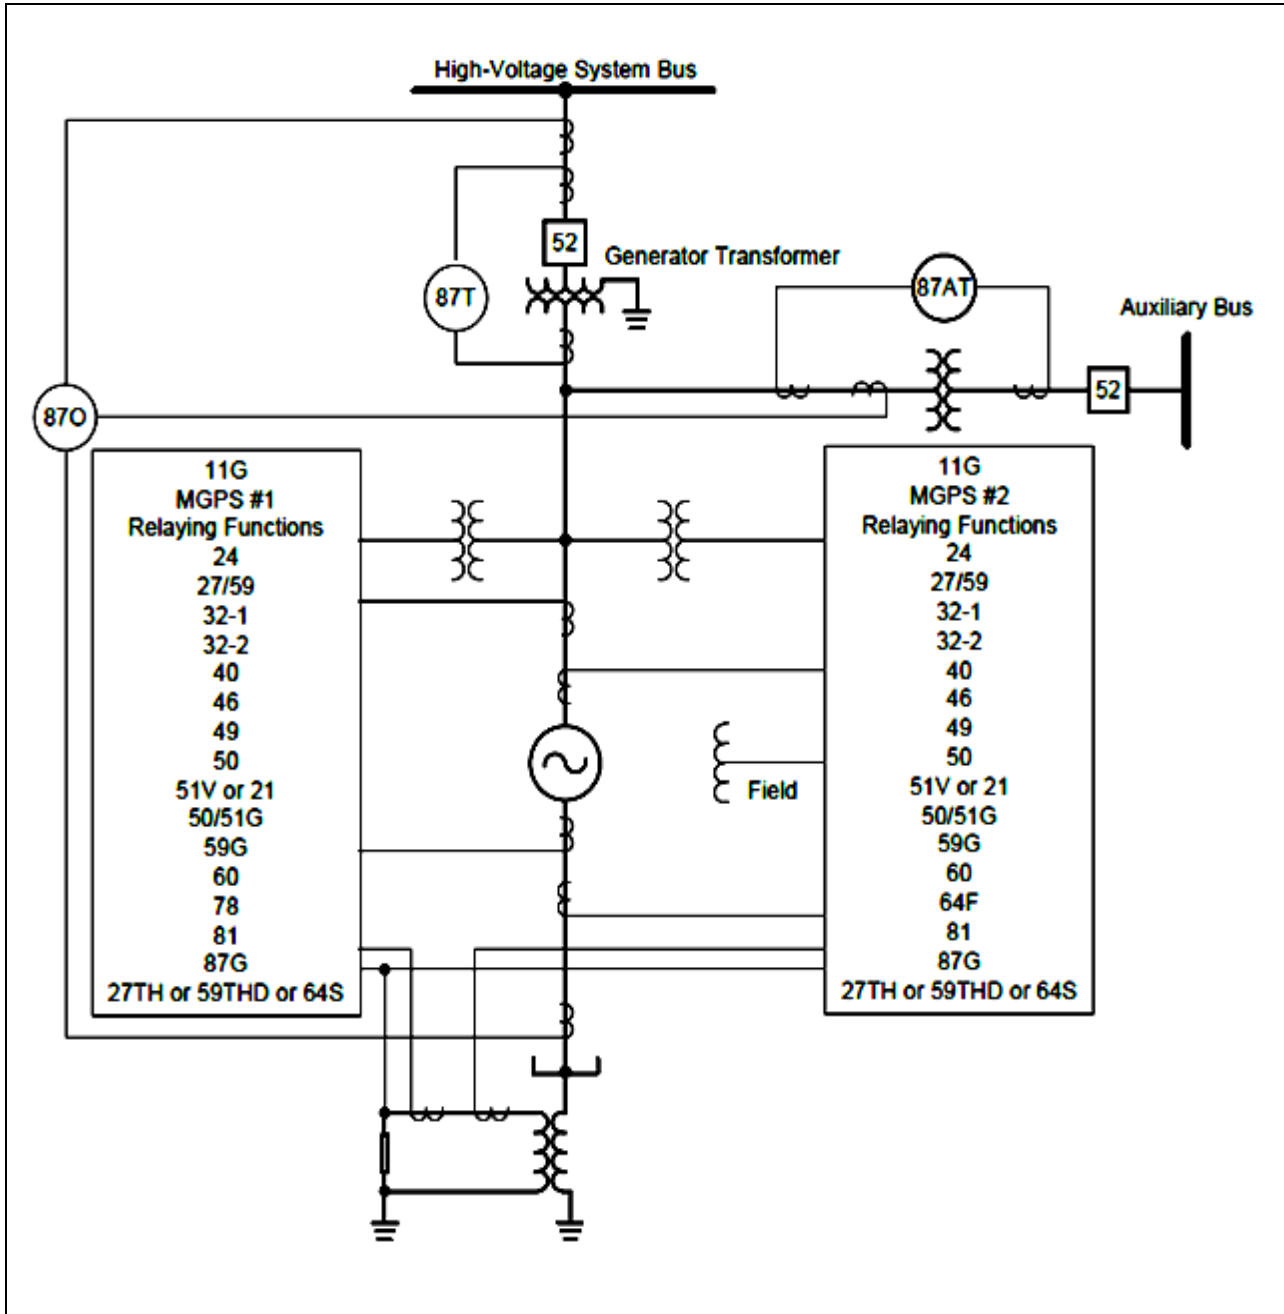 High-Voltage System Bus
52
Generator Transformer
87T
87AT
Auxiliary Bus
52
87O
11G
MGPS #1
Relaying Functions
24
27/59
32-1
32-2
40
46
49
50
51V or 21
50/51G
59G
60
78
81
87G
27TH or 59THD or 64S
11G
MGPS #2
Relaying Functions
24
27/59
32-1
32-2
40
46
49
50
51V or 21
50/51G
59G
60
64F
81
87G
27TH or 59THD or 64S
Field